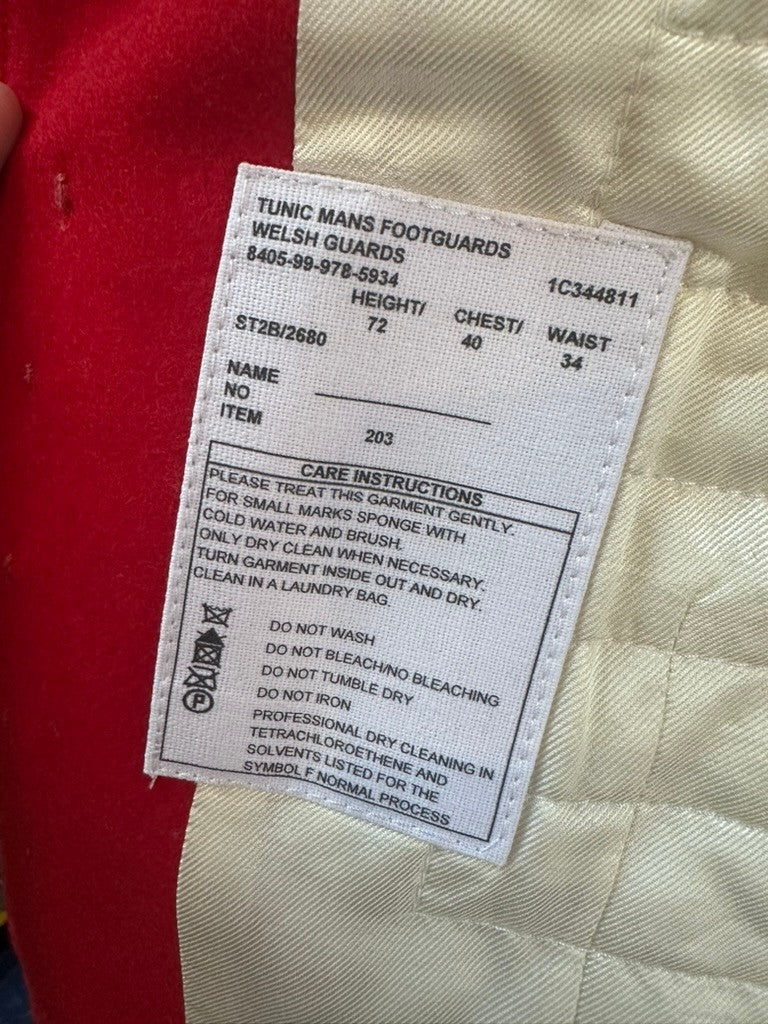 TUNIC MANS FOOTGUARDS
WELSH GUARDS
8405-99-978-5934 1C344811
HEIGHT/ CHEST/ WAIST
ST2B/2680 72 40 34
NAME
NO
ITEM 203
CARE INSTRUCTIONS
PLEASE TREAT THIS GARMENT GENTLY.
FOR SMALL MARKS SPONGE WITH
COLD WATER AND BRUSH.
ONLY DRY CLEAN WHEN NECESSARY.
TURN GARMENT INSIDE OUT AND DRY.
CLEAN IN A LAUNDRY BAG.
DO NOT WASH
DO NOT BLEACH/NO BLEACHING
DO NOT TUMBLE DRY
DO NOT IRON
P
PROFESSIONAL DRY CLEANING IN
TETRACHLOROETHENE AND
SOLVENTS LISTED FOR THE
SYMBOL F NORMAL PROCESS